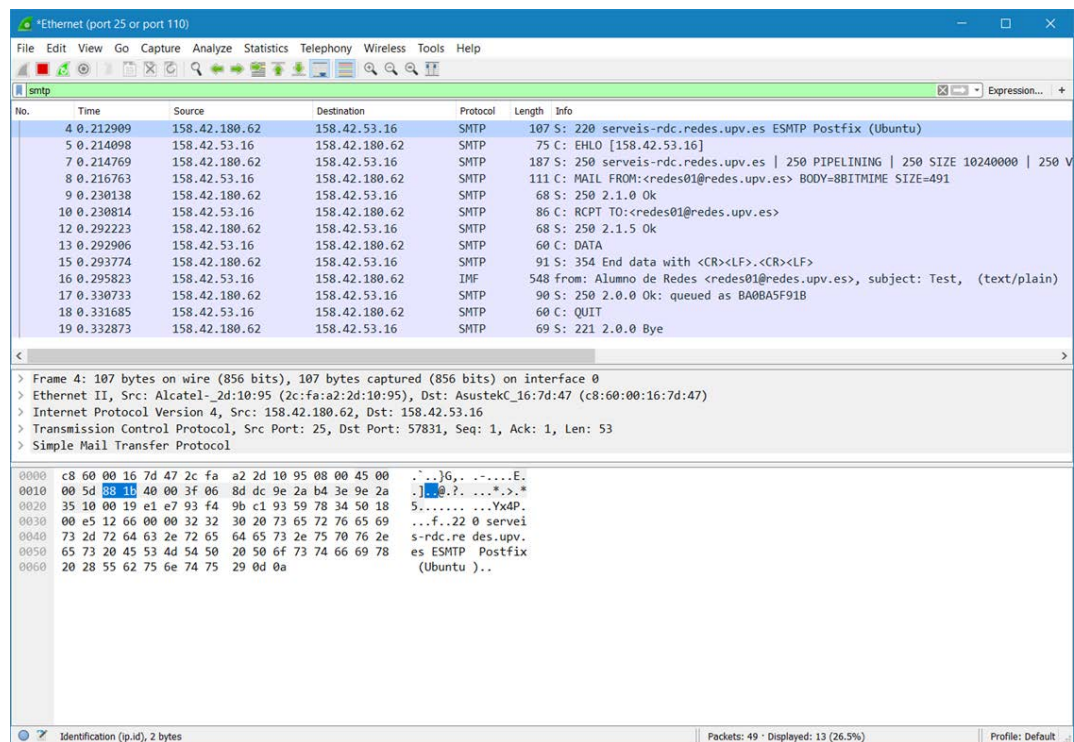 *Ethernet (port 25 or port 110)
File Edit View Go Capture Analyze Statistics Telephony Wireless Tools Help
smtp Expression... +
No. Time Source Destination Protocol Length Info
4 0.212909 158.42.180.62 158.42.53.16 SMTP 107 S: 220 serveis-rdc.redes.upv.es ESMTP Postfix (Ubuntu)
5 0.214098 158.42.53.16 158.42.180.62 SMTP 75 C: EHLO [158.42.53.16]
7 0.214769 158.42.180.62 158.42.53.16 SMTP 187 S: 250 serveis-rdc.redes.upv.es | 250 PIPELINING | 250 SIZE 10240000 | 250 V
8 0.216763 158.42.53.16 158.42.180.62 SMTP 111 C: MAIL FROM:<redes01@redes.upv.es> BODY=8BITMIME SIZE=491
9 0.230138 158.42.180.62 158.42.53.16 SMTP 68 S: 250 2.1.0 Ok
10 0.230814 158.42.53.16 158.42.180.62 SMTP 86 C: RCPT TO:<redes01@redes.upv.es>
12 0.292223 158.42.180.62 158.42.53.16 SMTP 68 S: 250 2.1.5 Ok
13 0.292906 158.42.53.16 158.42.180.62 SMTP 60 C: DATA
15 0.293774 158.42.180.62 158.42.53.16 SMTP 91 S: 354 End data with <CR><LF>.<CR><LF>
16 0.295823 158.42.53.16 158.42.180.62 IMF 548 from: Alumno de Redes <redes01@redes.upv.es>, subject: Test, (text/plain)
17 0.330733 158.42.180.62 158.42.53.16 SMTP 90 S: 250 2.0.0 Ok: queued as BA0BA5F91B
18 0.331685 158.42.53.16 158.42.180.62 SMTP 60 C: QUIT
19 0.332873 158.42.180.62 158.42.53.16 SMTP 69 S: 221 2.0.0 Bye
> Frame 4: 107 bytes on wire (856 bits), 107 bytes captured (856 bits) on interface 0
> Ethernet II, Src: Alcatel-_2d:10:95 (2c:fa:a2:2d:10:95), Dst: AsustekC_16:7d:47 (c8:60:00:16:7d:47)
> Internet Protocol Version 4, Src: 158.42.180.62, Dst: 158.42.53.16
> Transmission Control Protocol, Src Port: 25, Dst Port: 57831, Seq: 1, Ack: 1, Len: 53
> Simple Mail Transfer Protocol
0000 c8 60 00 16 7d 47 2c fa a2 2d 10 95 08 00 45 00 .`..}G,. .-....E.
0010 00 5d 88 1b 40 00 3f 06 8d dc 9e 2a b4 3e 9e 2a .]..@.?. ...*.>.*
0020 35 10 00 19 e1 e7 93 f4 9b c1 93 59 78 34 50 18 5....... ...Yx4P.
0030 00 e5 12 66 00 00 32 32 30 20 73 65 72 76 65 69 ...f..22 0 servei
0040 73 2d 72 64 63 2e 72 65 64 65 73 2e 75 70 76 2e s-rdc.re des.upv.
0050 65 73 20 45 53 4d 54 50 20 50 6f 73 74 66 69 78 es ESMTP Postfix
0060 20 28 55 62 75 6e 74 75 29 0d 0a (Ubuntu )..
Identification (ip.id), 2 bytes Packets: 49 · Displayed: 13 (26.5%) Profile: Default